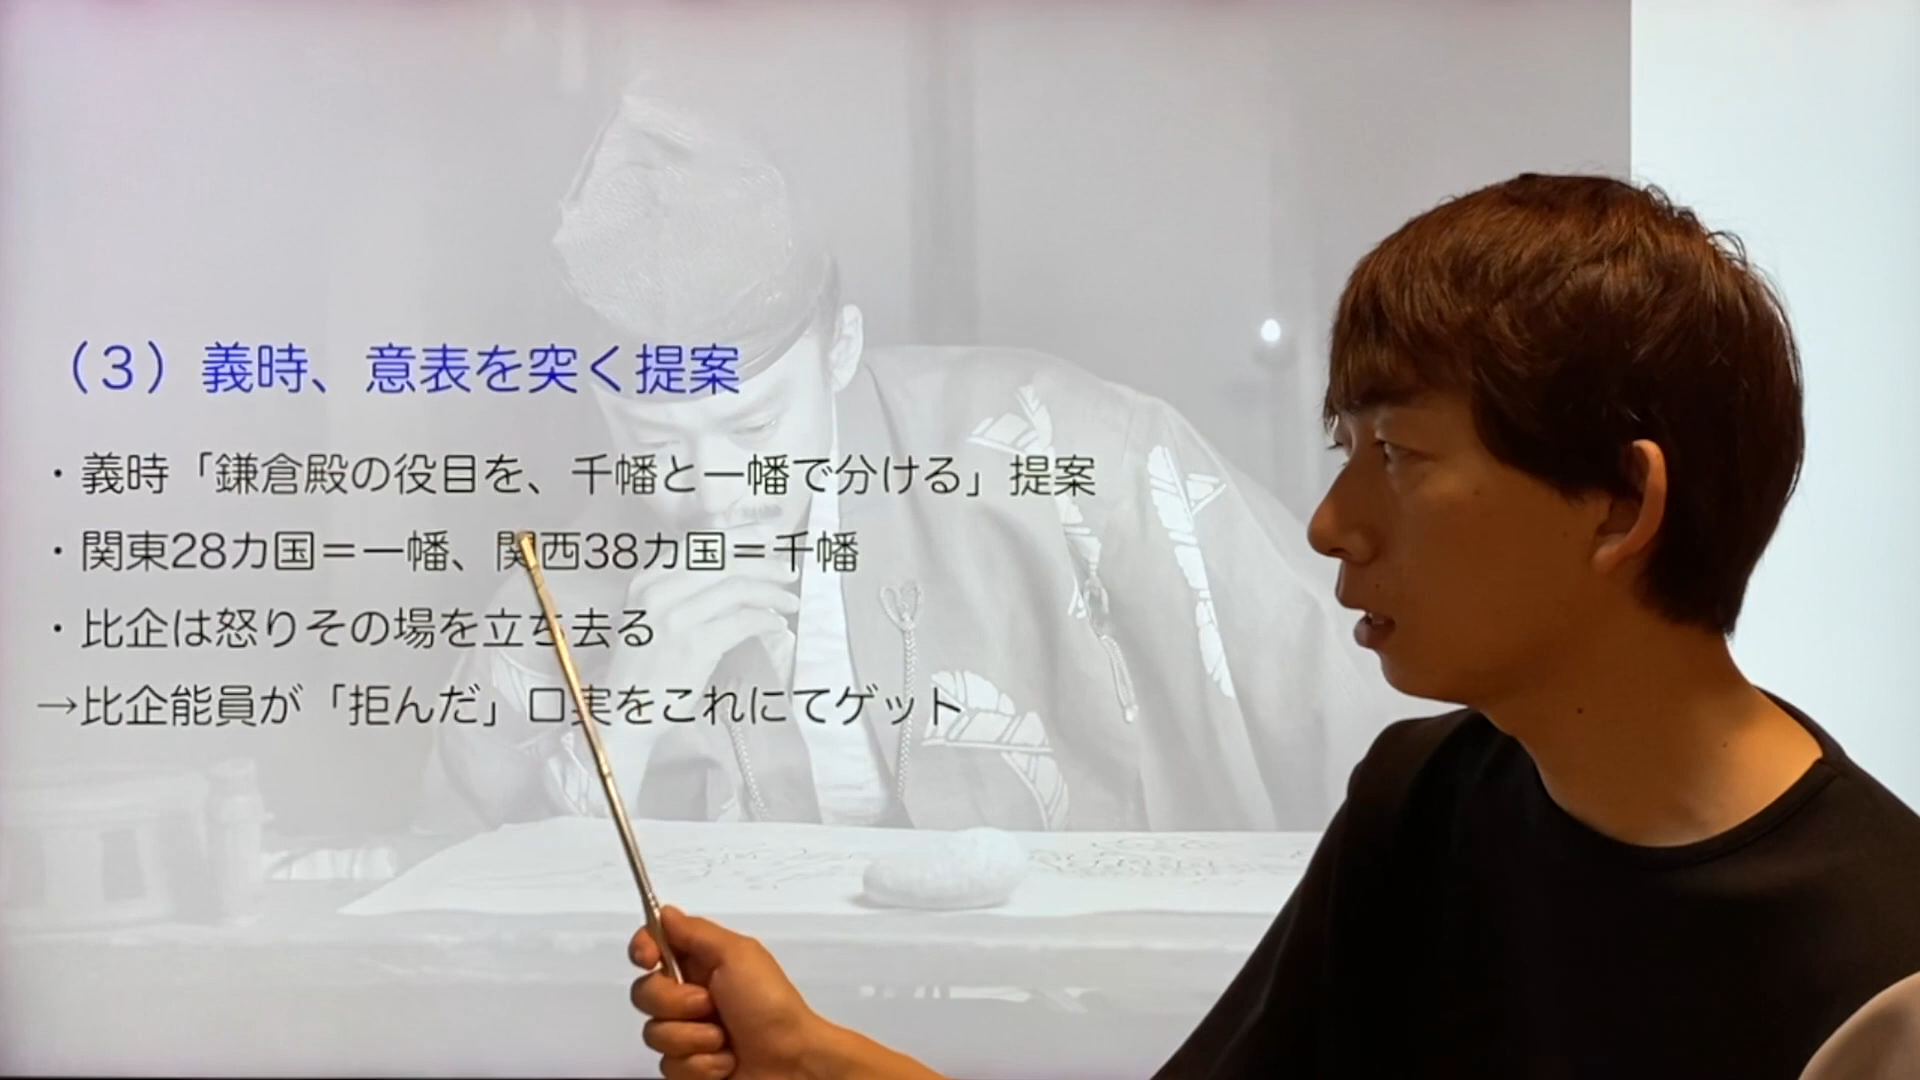 （３）義時、意表を突く提案
・義時「鎌倉殿の役目を、千幡と一幡で分ける」提案
・関東28カ国＝一幡、関西38カ国＝千幡
・比企は怒りその場を立ち去る
→比企能員が「拒んだ」口実をこれにてゲット